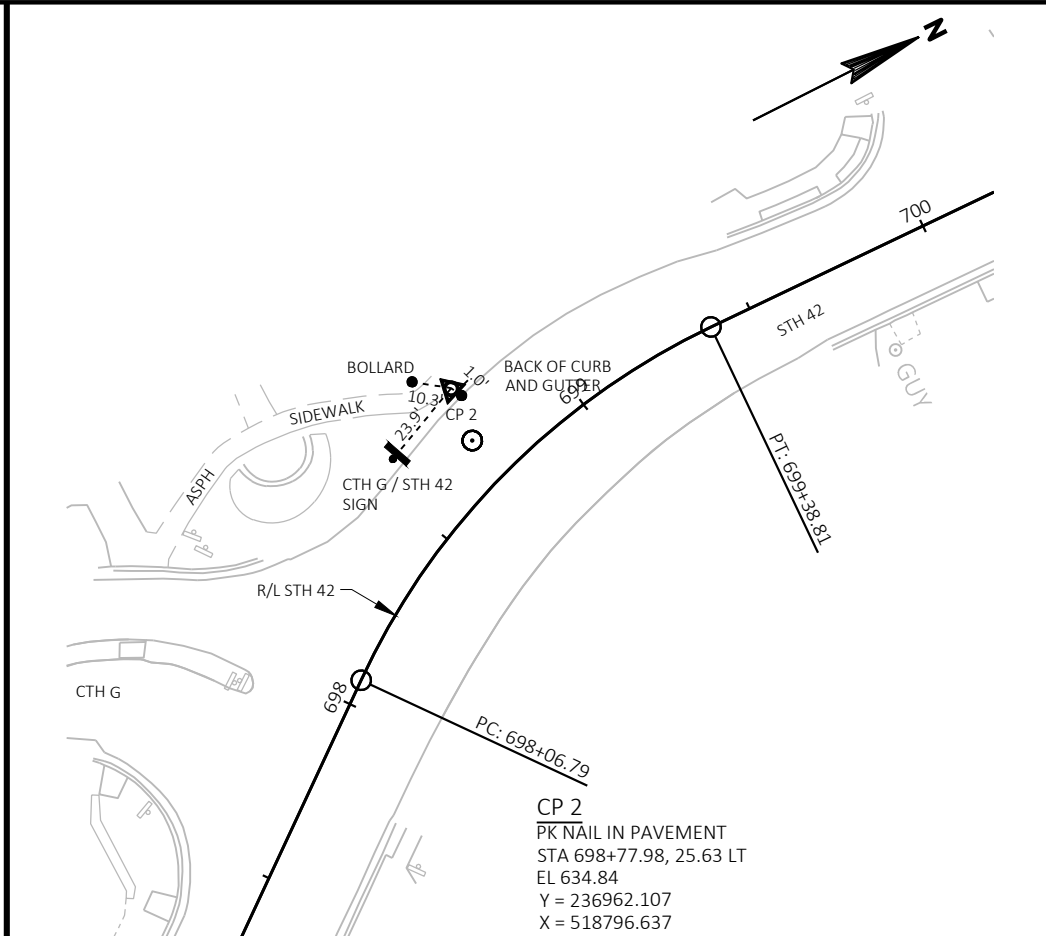 N
700
STH 42
GUY
BOLLARD
1.0'
BACK OF CURB
AND GUTTER
10.3'
699
CP 2
SIDEWALK
23.9'
ASPH
CTH G / STH 42
SIGN
PT: 699+38.81
R/L STH 42
698
CTH G
PC: 698+06.79
CP 2
PK NAIL IN PAVEMENT
STA 698+77.98, 25.63 LT
EL 634.84
Y = 236962.107
X = 518796.637